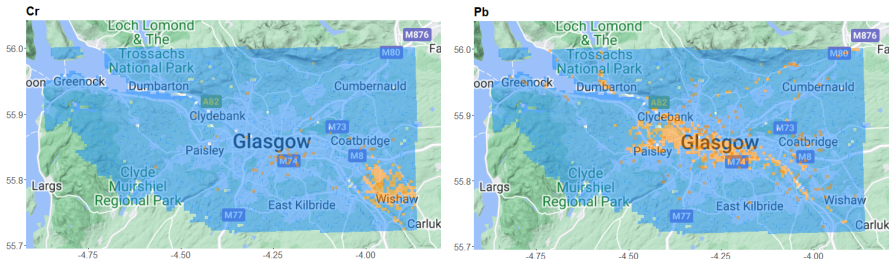 Cr
Loch Lomond
& The
Trossachs
National Park
M876
M80
Fa
56.0
oon
Greenock
Dumbarton
Cumbernauld
A82
55.9
Clydebank
M73
Glasgow
Coatbridge
M8
Paisley
M74
55.8
Clyde
Muirshiel
Regional Park
Largs
Wishaw
East Kilbride
M77
Carluk
55.7
-4.75
-4.50
-4.25
-4.00
Pb
Loch Lomond
& The
Trossachs
National Park
M876
M80
Fa
56.0
oon
Greenock
Dumbarton
Cumbernauld
A82
55.9
Clydebank
M73
Glasgow
Coatbridge
M8
Paisley
M74
55.8
Clyde
Muirshiel
Regional Park
Largs
Wishaw
East Kilbride
M77
Carluk
55.7
-4.75
-4.50
-4.25
-4.00